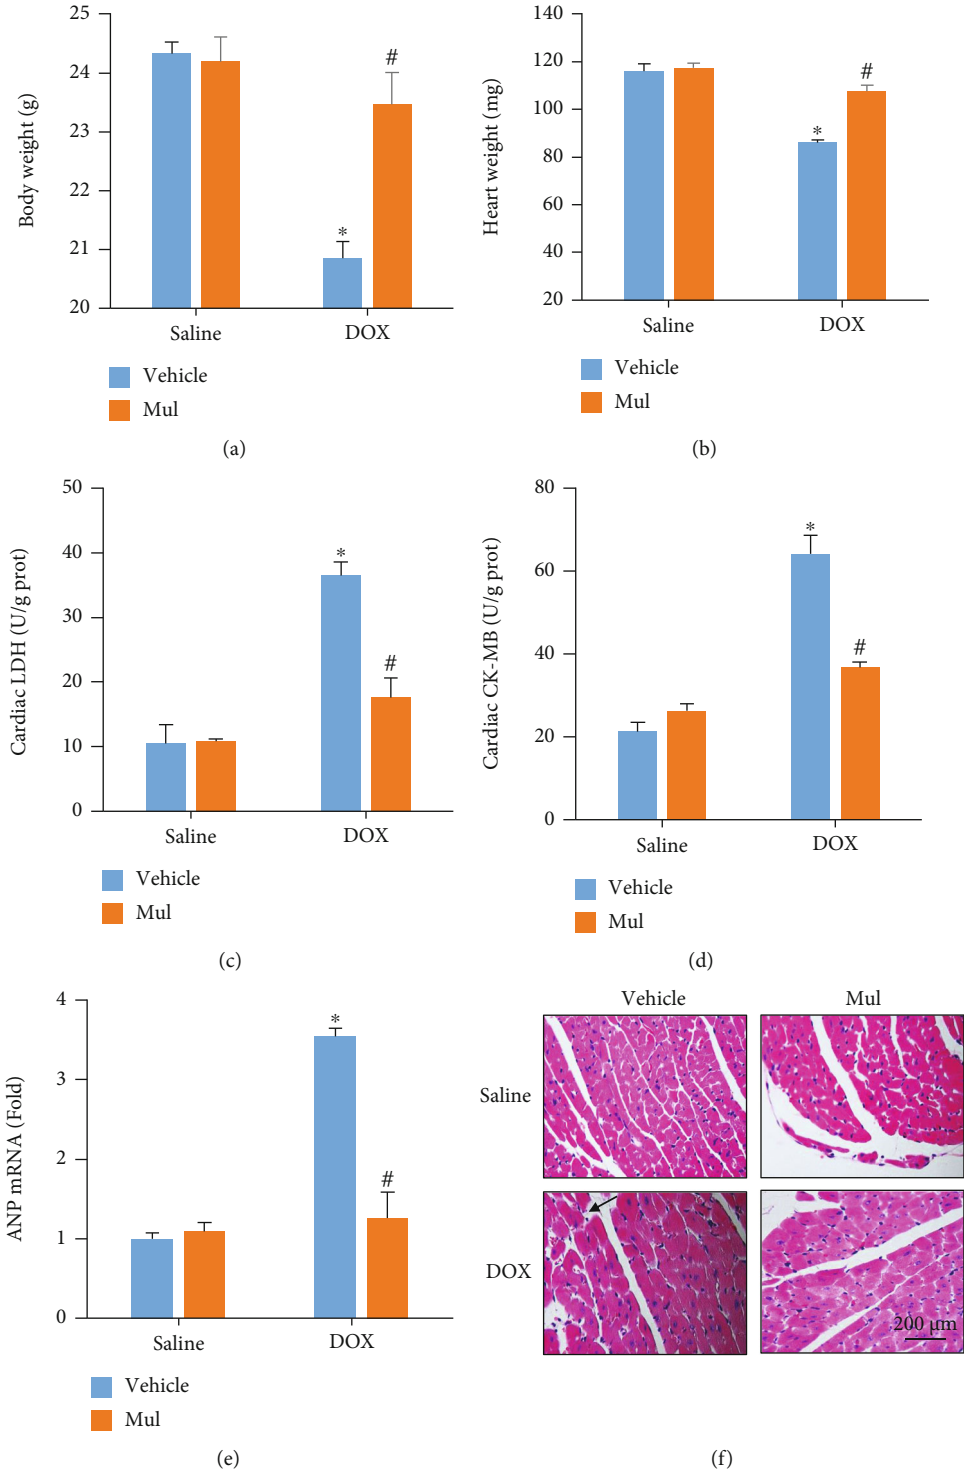 Body weight (g)
25
24
23
22
21
20
*
#
Saline
DOX
Vehicle
Mul
(a)
Heart weight (mg)
140
120
100
80
60
40
20
*
#
Saline
DOX
Vehicle
Mul
(b)
Cardiac LDH (U/g prot)
50
40
30
20
10
0
*
#
Saline
DOX
Vehicle
Mul
(c)
Cardiac CK-MB (U/g prot)
80
60
40
20
0
*
#
Saline
DOX
Vehicle
Mul
(d)
ANP mRNA (Fold)
4
3
2
1
0
*
#
Saline
DOX
Vehicle
Mul
(e)
Vehicle
Mul
Saline
DOX
200 μm
(f)